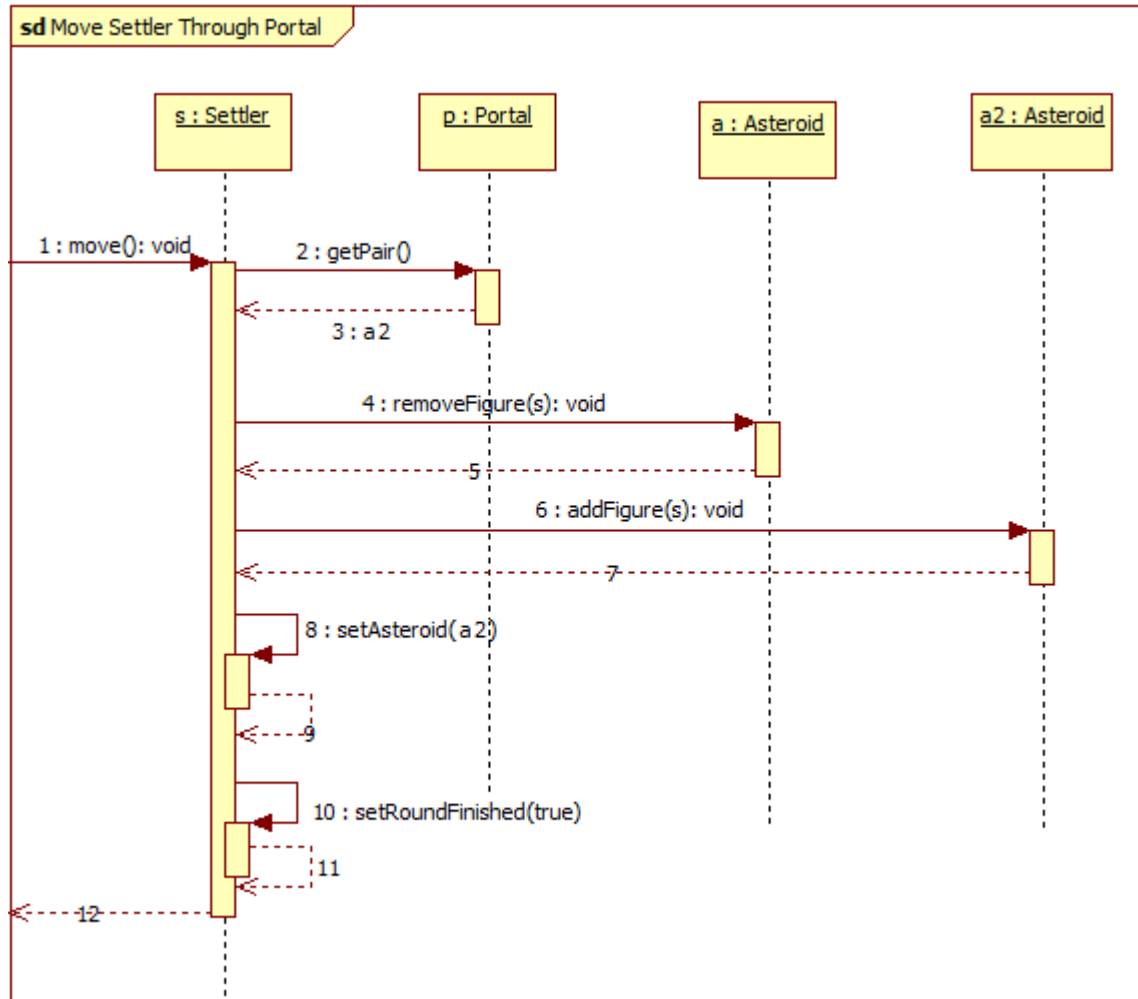 sd Move Settler Through Portal
s : Settler
p : Portal
a : Asteroid
a2 : Asteroid
1 : move(): void
2 : getPair()
3 : a2
4 : removeFigure(s): void
5
6 : addFigure(s): void
7
8 : setAsteroid(a2)
9
10 : setRoundFinished(true)
11
12